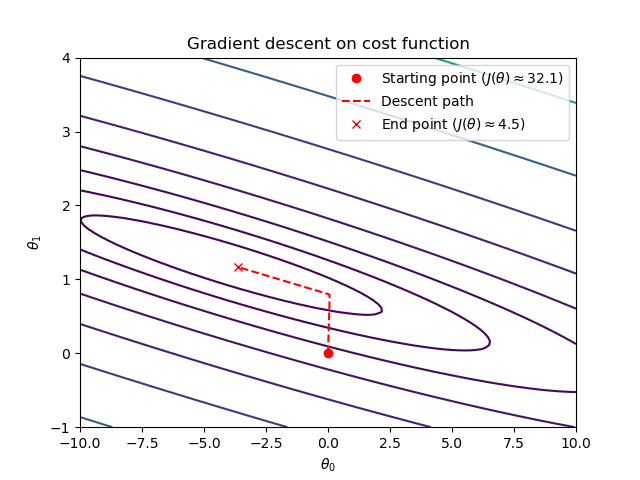 Gradient descent on cost function
Starting point (J(θ) ≈ 32.1)
Descent path
End point (J(θ) ≈ 4.5)
4
3
2
1
0
−1
θ₁
−10.0 −7.5 −5.0 −2.5 0.0 2.5 5.0 7.5 10.0
θ₀